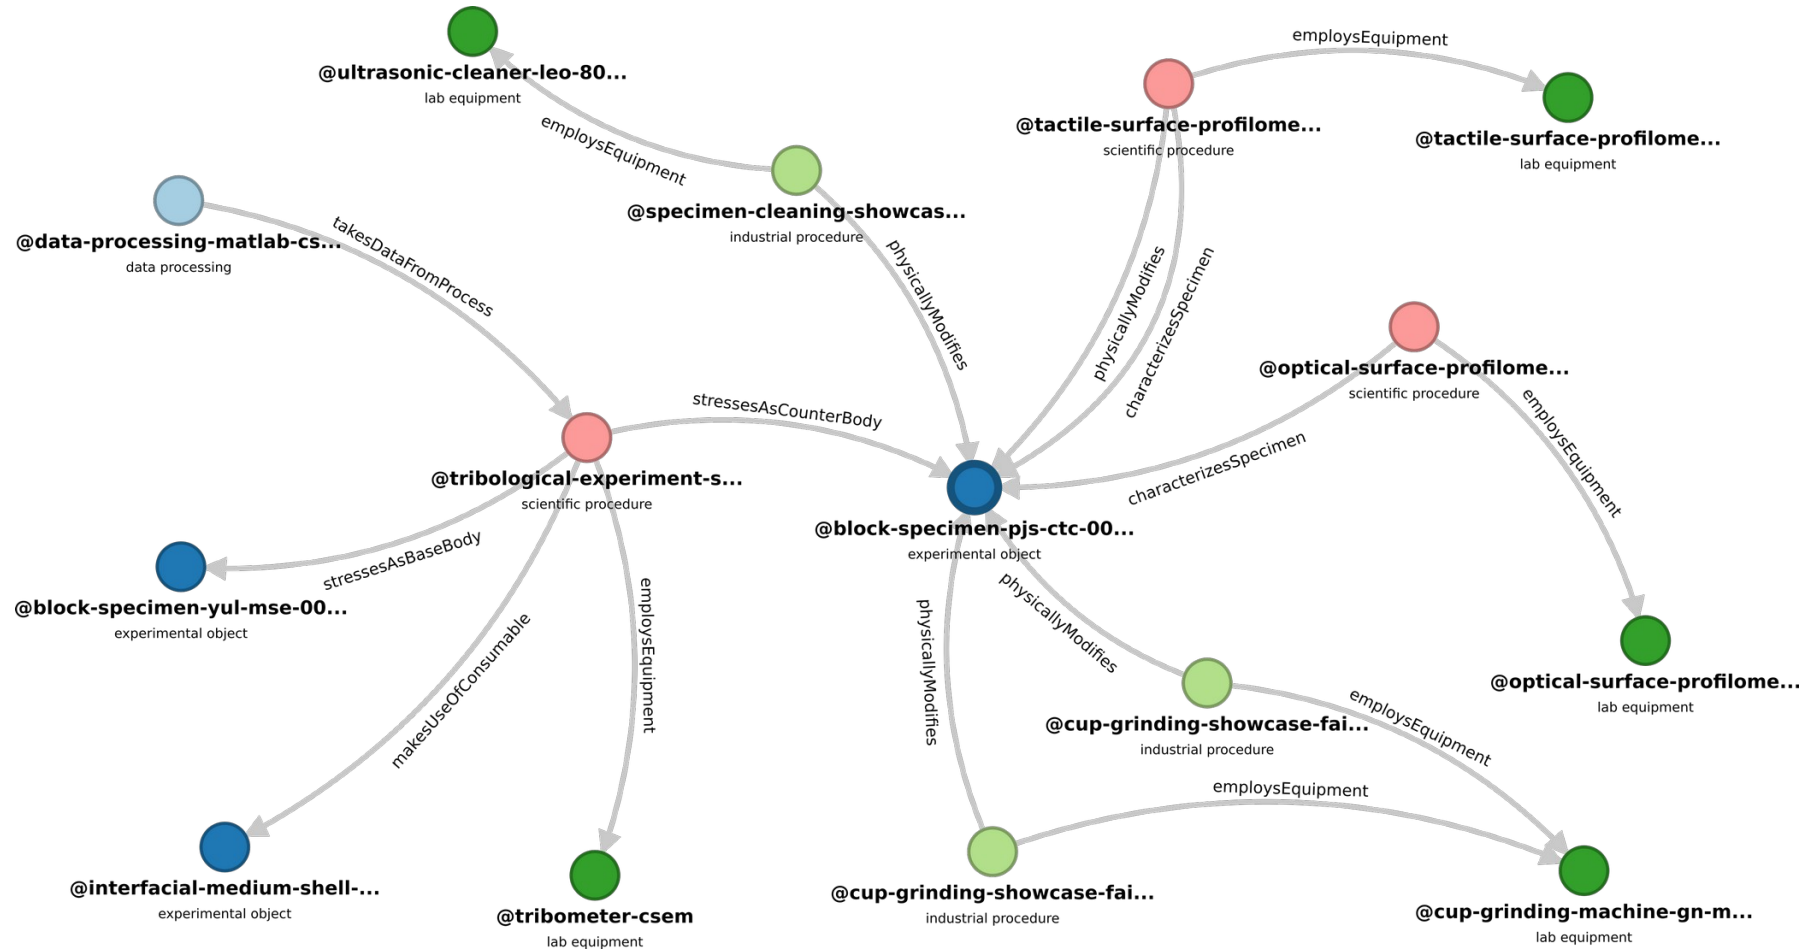 employsEquipment
@ultrasonic-cleaner-leo-80...
lab equipment
employsEquipment
@tactile-surface-profilome...
scientific procedure
@tactile-surface-profilome...
lab equipment
@specimen-cleaning-showcas...
industrial procedure
@data-processing-matlab-cs...
data processing
takesDataFromProcess
physicallyModifies
physicallyModifies
characterizesSpecimen
@optical-surface-profilome...
scientific procedure
employsEquipment
stressesAsCounterBody
characterizesSpecimen
@tribological-experiment-s...
scientific procedure
@block-specimen-pjs-ctc-00...
experimental object
stressesAsBaseBody
@block-specimen-yul-mse-00...
experimental object
makesUseOfConsumable
employsEquipment
physicallyModifies
physicallyModifies
@optical-surface-profilome...
lab equipment
@cup-grinding-showcase-fai...
industrial procedure
employsEquipment
employsEquipment
@interfacial-medium-shell-...
experimental object
@tribometer-csem
lab equipment
@cup-grinding-showcase-fai...
industrial procedure
@cup-grinding-machine-gn-m...
lab equipment